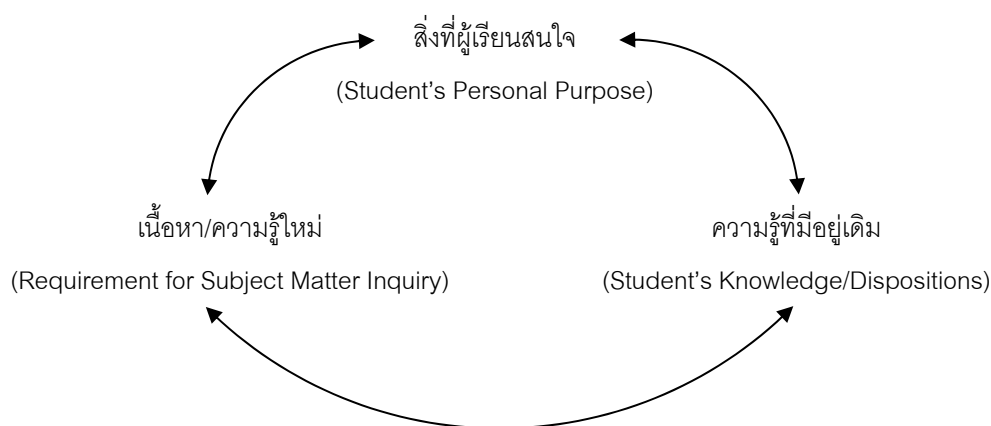 สิ่งที่ผู้เรียนสนใจ
(Student's Personal Purpose)
เนื้อหา/ความรู้ใหม่
(Requirement for Subject Matter Inquiry)
ความรู้ที่มีอยู่เดิม
(Student's Knowledge/Dispositions)